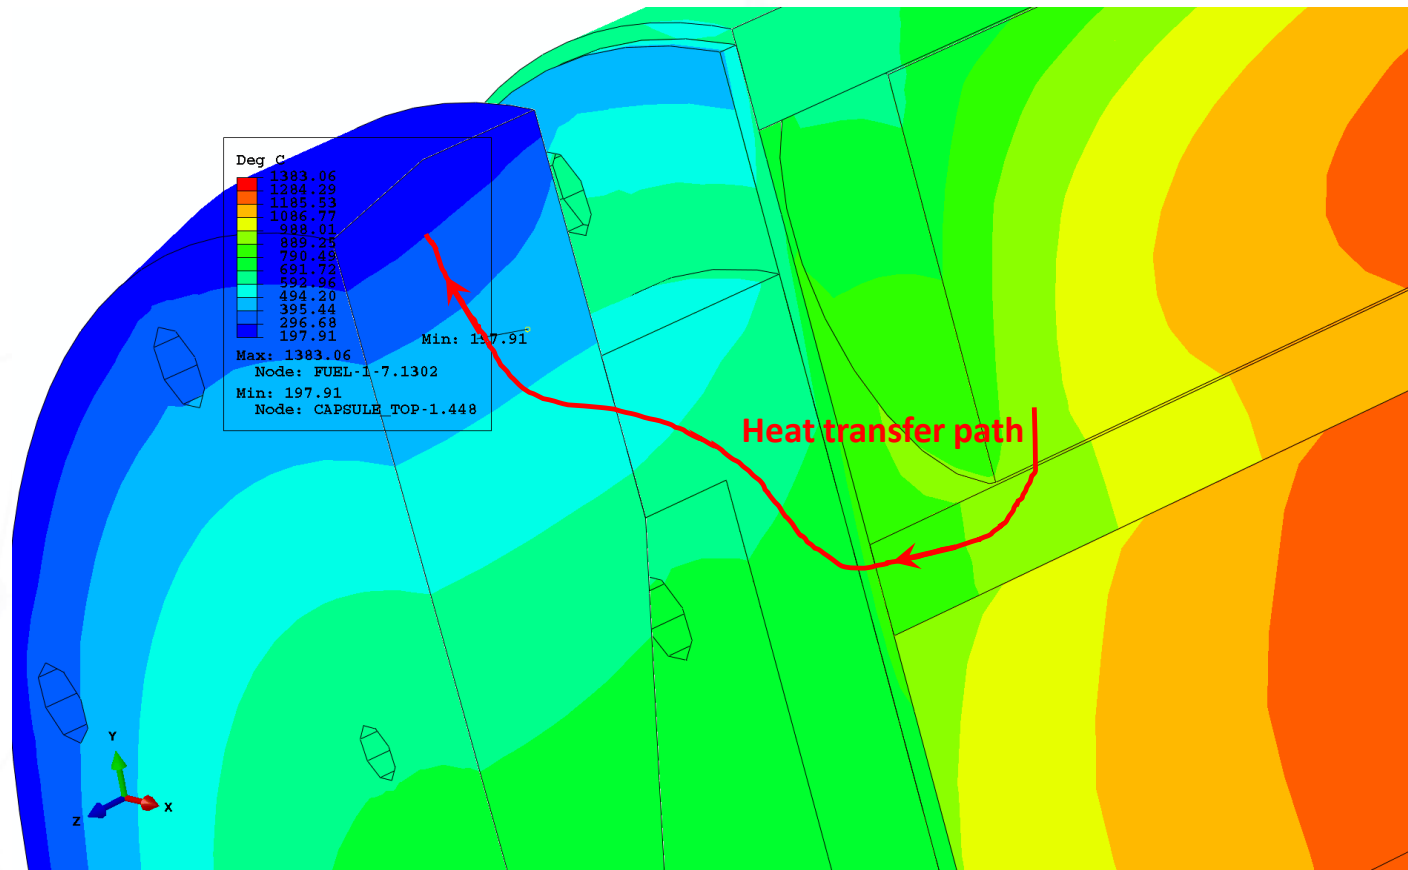 Deg C
1383.06
1284.29
1185.53
1086.77
988.01
889.25
790.49
691.72
592.96
494.20
395.44
296.68
197.91
Min: 197.91
Max: 1383.06
Node: FUEL-1-7.1302
Min: 197.91
Node: CAPSULE_TOP-1.448
Heat transfer path
Y
X
Z